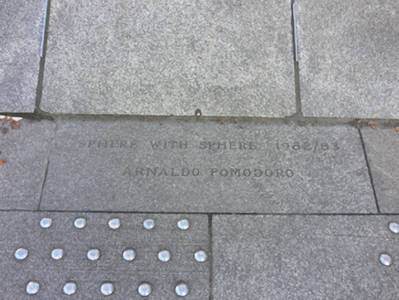 SPHERE WITH SPHERE 1982/83
ARNALDO POMODORO